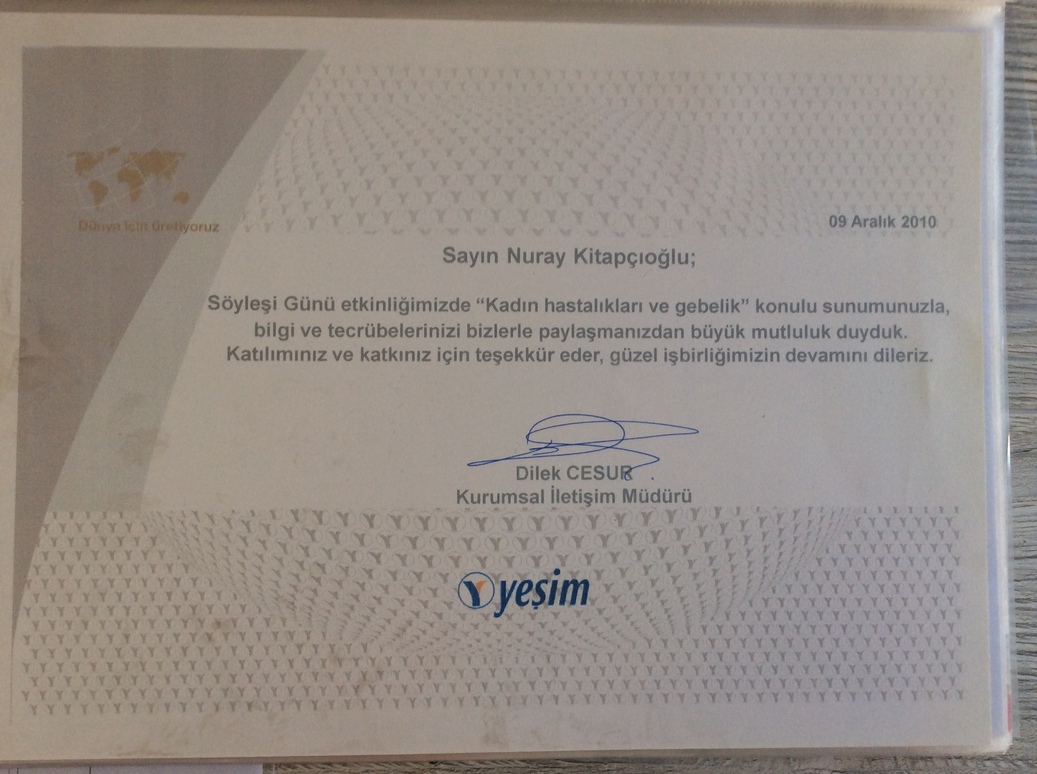 Dünya için üretiyoruz
09 Aralık 2010
Sayın Nuray Kitapçıoğlu;
Söyleşi Günü etkinliğimizde “Kadın hastalıkları ve gebelik” konulu sunumunuzla,
bilgi ve tecrübelerinizi bizlerle paylaşmanızdan büyük mutluluk duyduk.
Katılımınız ve katkınız için teşekkür eder, güzel işbirliğimizin devamını dileriz.
Dilek CESUR
Kurumsal İletişim Müdürü
yeşim